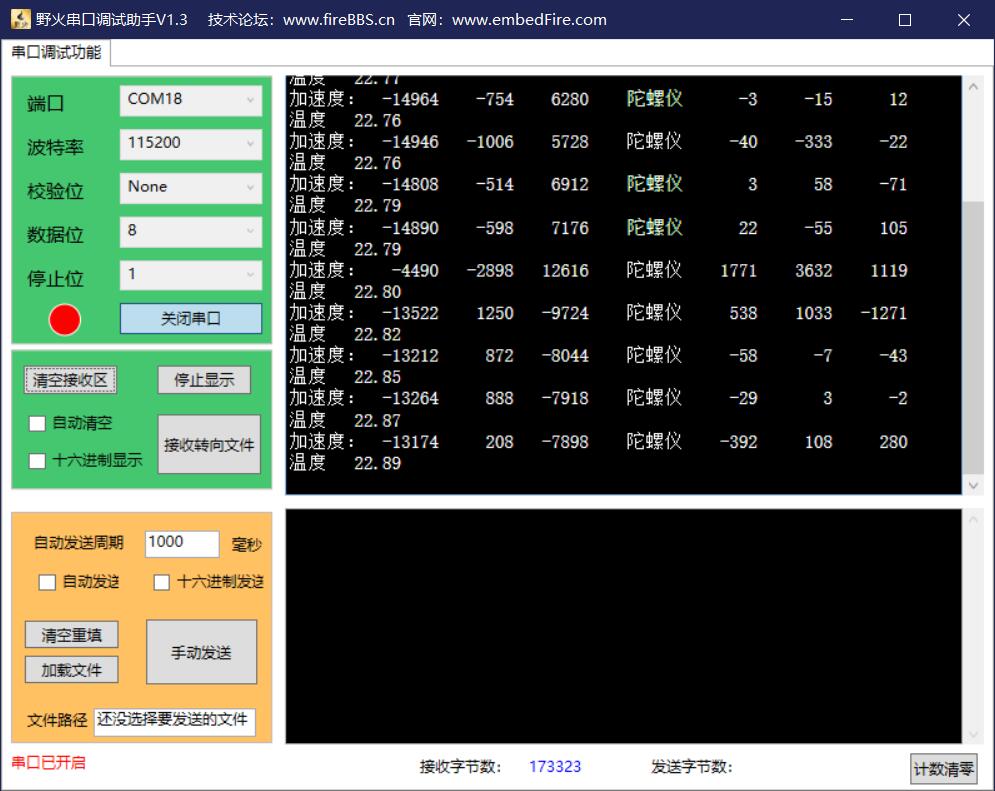 野火串口调试助手V1.3 技术论坛：www.fireBBS.cn 官网：www.embedFire.com
串口调试功能
端口 COM18
波特率 115200
校验位 None
数据位 8
停止位 1
关闭串口
清空接收区 停止显示
自动清空
接收转向文件
十六进制显示
温度 22.77
加速度： -14964 -754 6280 陀螺仪 -3 -15 12
温度 22.76
加速度： -14946 -1006 5728 陀螺仪 -40 -333 -22
温度 22.76
加速度： -14808 -514 6912 陀螺仪 3 58 -71
温度 22.79
加速度： -14890 -598 7176 陀螺仪 22 -55 105
温度 22.79
加速度： -4490 -2898 12616 陀螺仪 1771 3632 1119
温度 22.80
加速度： -13522 1250 -9724 陀螺仪 538 1033 -1271
温度 22.82
加速度： -13212 872 -8044 陀螺仪 -58 -7 -43
温度 22.85
加速度： -13264 888 -7918 陀螺仪 -29 3 -2
温度 22.87
加速度： -13174 208 -7898 陀螺仪 -392 108 280
温度 22.89
自动发送周期 1000 毫秒
自动发送 十六进制发送
清空重填
手动发送
加载文件
文件路径 还没选择要发送的文件
串口已开启 接收字节数： 173323 发送字节数： 计数清零